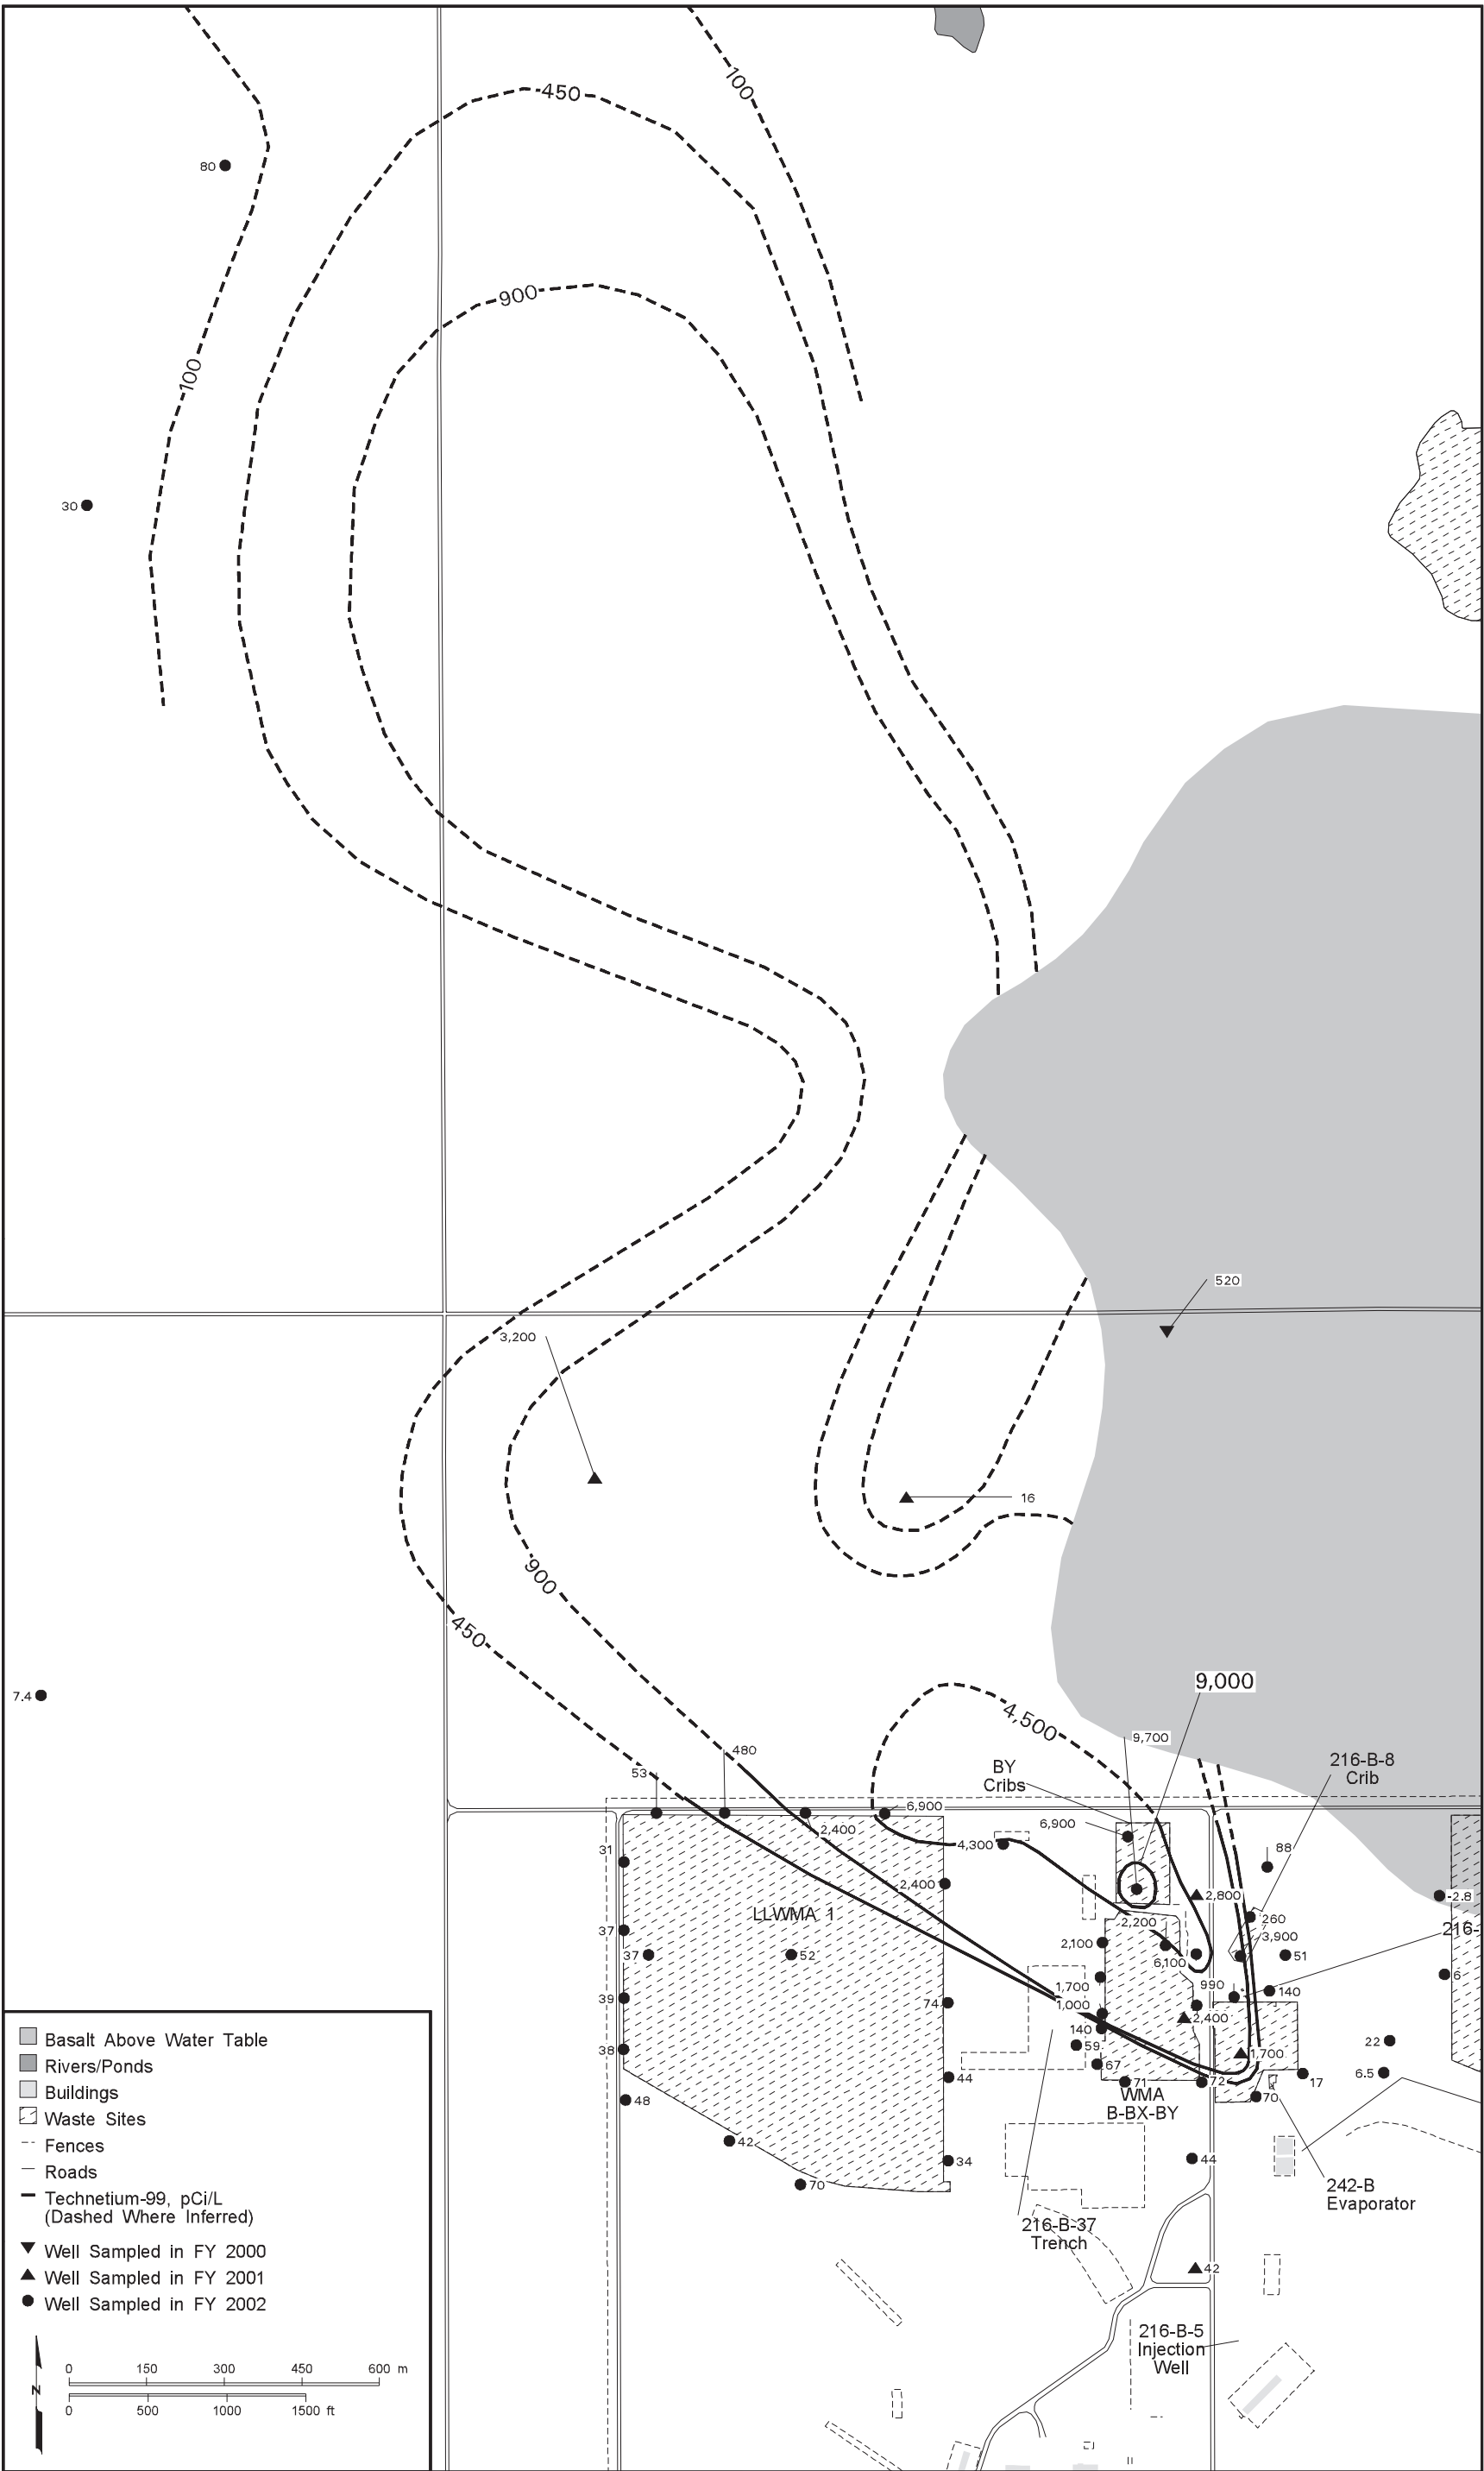 100
450
80
900
100
30
520
3,200
16
900
450
9,000
7.4
4,500
9,700
480
216-B-8
Crib
BY
Cribs
53
6,900
6,900
2,400
4,300
88
31
2,400
2,800
-2.8
LLWMA 1
260
2,200
216-
37
3,900
2,100
37
52
6,100
51
6
1,700
990
140
39
74
1,000
2,400
140
59
22
38
1,700
67
6.5
44
71
72
17
WMA
B-BX-BY
48
70
42
34
44
70
242-B
Evaporator
216-B-37
Trench
42
216-B-5
Injection
Well
Basalt Above Water Table
Rivers/Ponds
Buildings
Waste Sites
Fences
Roads
Technetium-99, pCi/L
(Dashed Where Inferred)
Well Sampled in FY 2000
Well Sampled in FY 2001
Well Sampled in FY 2002
N
0 150 300 450 600 m
0 500 1000 1500 ft